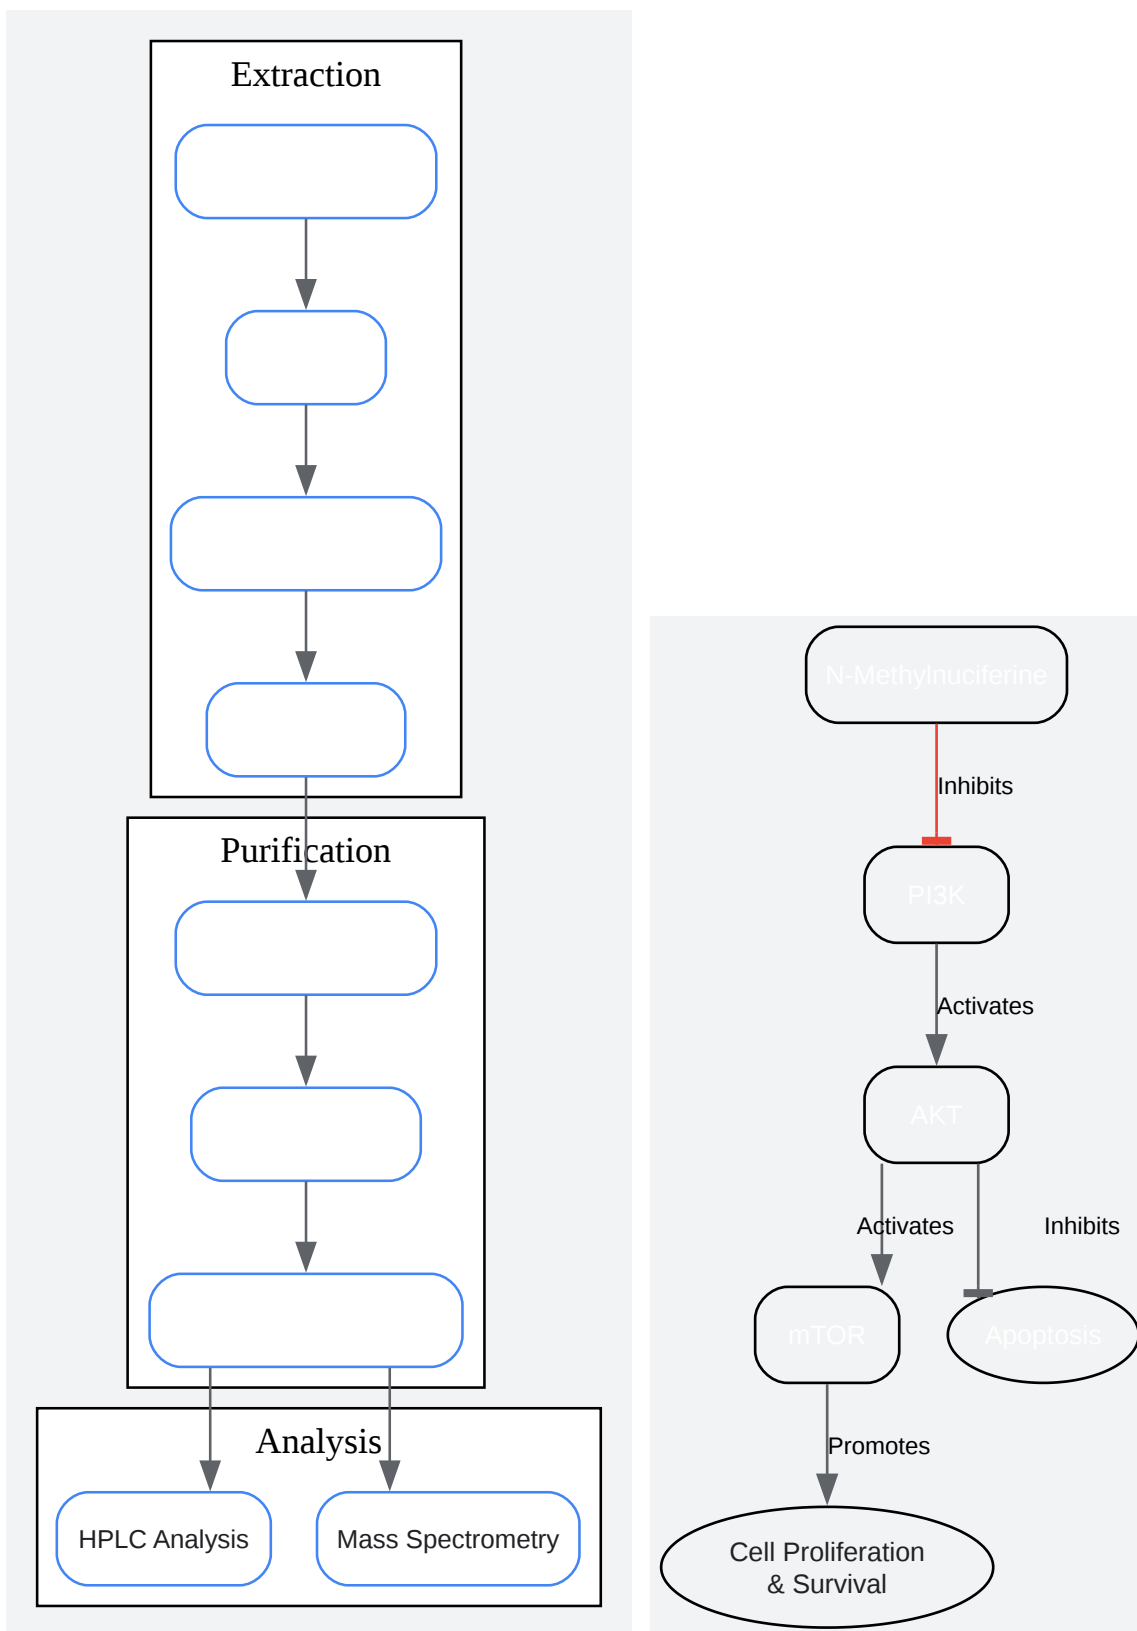 Extraction
Purification
Analysis
HPLC Analysis
Mass Spectrometry
N-Methylnuciferine
Inhibits
PI3K
Activates
AKT
Activates
Inhibits
mTOR
Apoptosis
Promotes
Cell Proliferation
& Survival